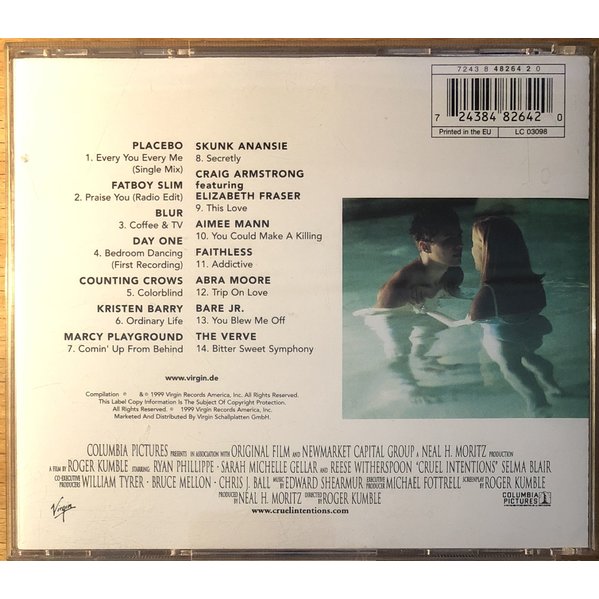 7243 8 48264 2 0
7 24384 82642 0
Printed in the EU
LC 03098
PLACEBO
1. Every You Every Me
(Single Mix)
FATBOY SLIM
2. Praise You (Radio Edit)
BLUR
3. Coffee & TV
DAY ONE
4. Bedroom Dancing
(First Recording)
COUNTING CROWS
5. Colorblind
KRISTEN BARRY
6. Ordinary Life
MARCY PLAYGROUND
7. Comin' Up From Behind
SKUNK ANANSIE
8. Secretly
CRAIG ARMSTRONG
featuring
ELIZABETH FRASER
9. This Love
AIMEE MANN
10. You Could Make A Killing
FAITHLESS
11. Addictive
ABRA MOORE
12. Trip On Love
BARE JR.
13. You Blew Me Off
THE VERVE
14. Bitter Sweet Symphony
www.virgin.de
Compilation ℗ & © 1999 Virgin Records America, Inc. All Rights Reserved.
This Label Copy Information Is The Subject Of Copyright Protection.
All Rights Reserved. © 1999 Virgin Records America, Inc.
Marketed And Distributed By Virgin Schallplatten GmbH.
COLUMBIA PICTURES PRESENTS IN ASSOCIATION WITH ORIGINAL FILM AND NEWMARKET CAPITAL GROUP A NEAL H. MORITZ PRODUCTION
A FILM BY ROGER KUMBLE STARRING RYAN PHILLIPPE · SARAH MICHELLE GELLAR AND REESE WITHERSPOON "CRUEL INTENTIONS" SELMA BLAIR
CO-EXECUTIVE PRODUCERS WILLIAM TYRER · BRUCE MELLON · CHRIS J. BALL MUSIC BY EDWARD SHEARMUR EXECUTIVE PRODUCER MICHAEL FOTTRELL SCREENPLAY BY ROGER KUMBLE
PRODUCED BY NEAL H. MORITZ DIRECTED BY ROGER KUMBLE
www.cruelintentions.com
Virgin
COLUMBIA
PICTURES